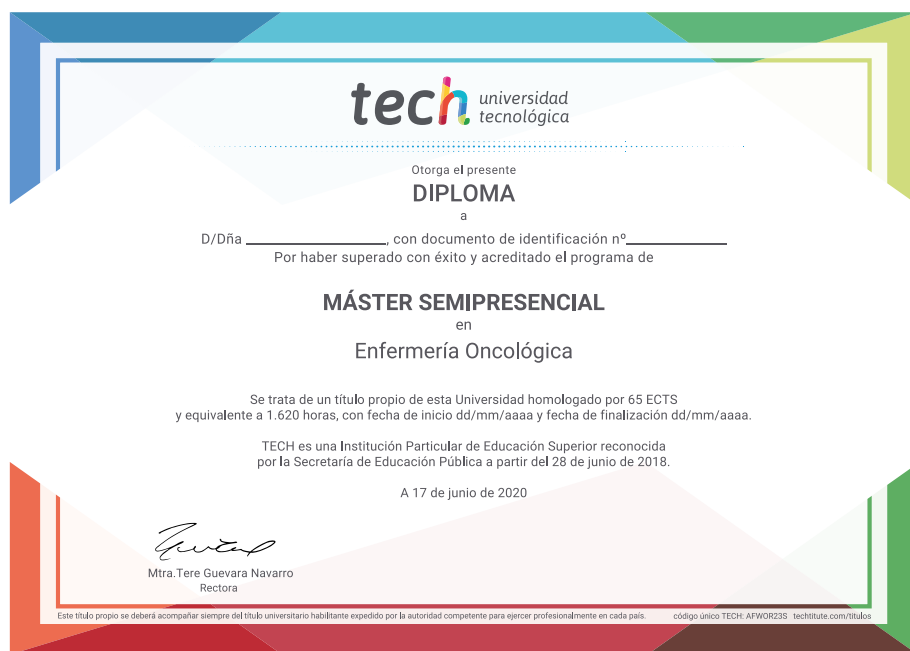 tech universidad
tecnológica
Otorga el presente
DIPLOMA
a
D/Dña ________________, con documento de identificación nº____________
Por haber superado con éxito y acreditado el programa de
MÁSTER SEMIPRESENCIAL
en
Enfermería Oncológica
Se trata de un título propio de esta Universidad homologado por 65 ECTS
y equivalente a 1.620 horas, con fecha de inicio dd/mm/aaaa y fecha de finalización dd/mm/aaaa.
TECH es una Institución Particular de Educación Superior reconocida
por la Secretaría de Educación Pública a partir del 28 de junio de 2018.
A 17 de junio de 2020
Mtra.Tere Guevara Navarro
Rectora
Este título propio se deberá acompañar siempre del título universitario habilitante expedido por la autoridad competente para ejercer profesionalmente en cada país. código único TECH: AFWOR23S techtitute.com/titulos